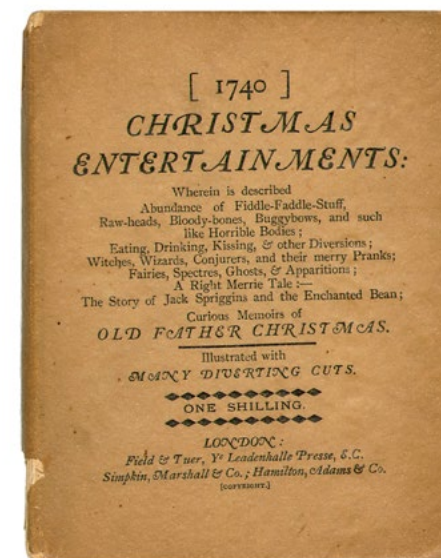 [ 1740 ]
CHRISTMAS
ENTERTAINMENTS:
Wherein is described
Abundance of Fiddle-Faddle-Stuff,
Raw-heads, Bloody-bones, Buggybows, and such
like Horrible Bodies;
Eating, Drinking, Kissing, & other Diversions;
Witches, Wizards, Conjurers, and their merry Pranks;
Fairies, Spectres, Ghosts, & Apparitions;
A Right Merrie Tale:—
The Story of Jack Spriggins and the Enchanted Bean;
Curious Memoirs of
OLD FATHER CHRISTMAS.
Illustrated with
MANY DIVERTING CUTS.
ONE SHILLING.
LONDON:
Field & Tuer, Ye Leadenhalle Presse, E.C.
Simpkin, Marshall & Co.; Hamilton, Adams & Co.
[COPYRIGHT.]